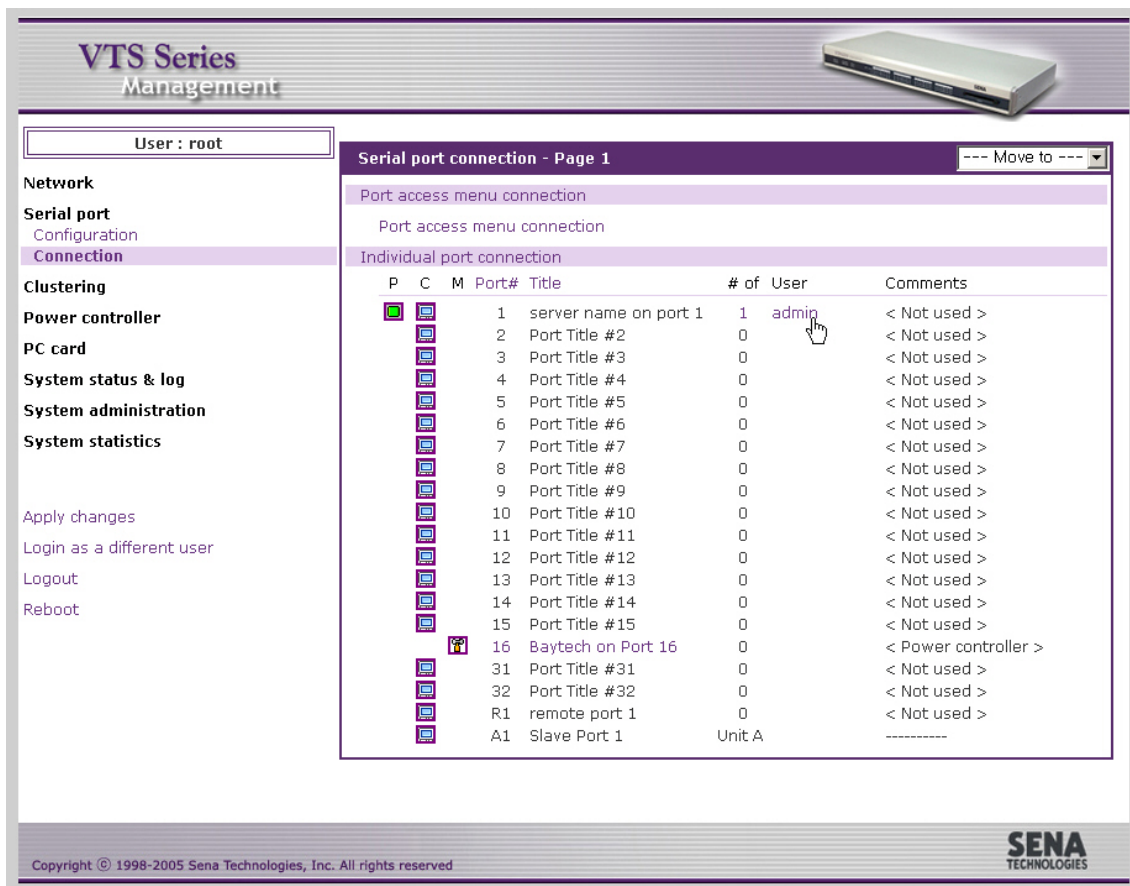 VTS Series
Management
User : root
Network
Serial port
Configuration
Connection
Clustering
Power controller
PC card
System status & log
System administration
System statistics
Apply changes
Login as a different user
Logout
Reboot
Serial port connection - Page 1 --- Move to ---
Port access menu connection
Port access menu connection
Individual port connection
P C M Port# Title # of User Comments
1 server name on port 1 1 admin < Not used >
2 Port Title #2 0 < Not used >
3 Port Title #3 0 < Not used >
4 Port Title #4 0 < Not used >
5 Port Title #5 0 < Not used >
6 Port Title #6 0 < Not used >
7 Port Title #7 0 < Not used >
8 Port Title #8 0 < Not used >
9 Port Title #9 0 < Not used >
10 Port Title #10 0 < Not used >
11 Port Title #11 0 < Not used >
12 Port Title #12 0 < Not used >
13 Port Title #13 0 < Not used >
14 Port Title #14 0 < Not used >
15 Port Title #15 0 < Not used >
16 Baytech on Port 16 0 < Power controller >
31 Port Title #31 0 < Not used >
32 Port Title #32 0 < Not used >
R1 remote port 1 0 < Not used >
A1 Slave Port 1 Unit A ----------
Copyright © 1998-2005 Sena Technologies, Inc. All rights reserved
SENA
TECHNOLOGIES